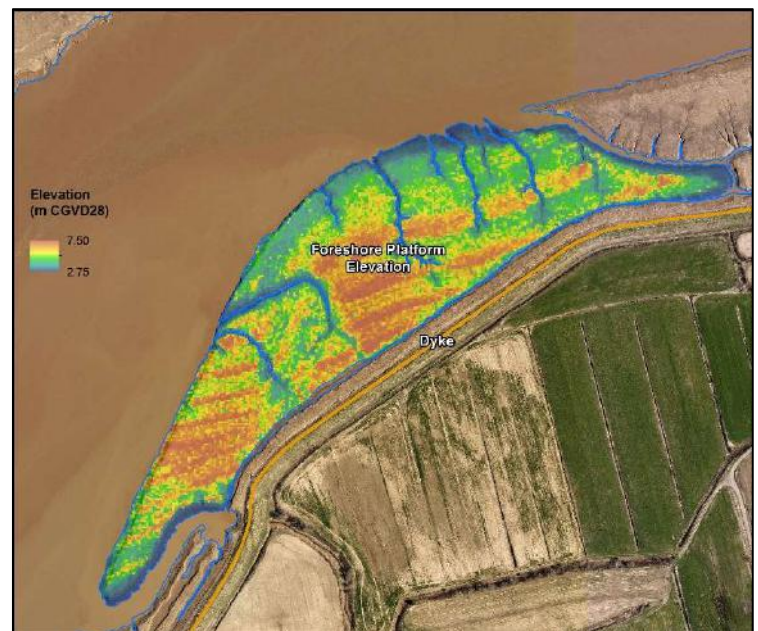 Elevation
(m CGVD28)
7.50
2.75
Foreshore Platform
Elevation
Dyke